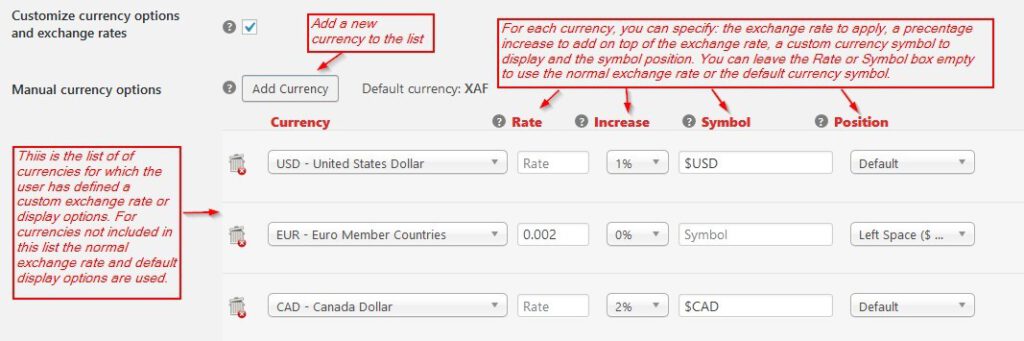 Customize currency options
and exchange rates
?
Add a new
currency to the list
For each currency, you can specify: the exchange rate to apply, a precentage
increase to add on top of the exchange rate, a custom currency symbol to
display and the symbol position. You can leave the Rate or Symbol box empty
to use the normal exchange rate or the default currency symbol.
Manual currency options
? Add Currency Default currency: XAF
Currency ? Rate ? Increase ? Symbol ? Position
Thiis is the list of of
currencies for which the
user has defined a
custom exchange rate or
display options. For
currencies not included in
this list the normal
exchange rate and default
display options are used.
USD - United States Dollar Rate 1% $USD Default
EUR - Euro Member Countries 0.002 0% Symbol Left Space ($ ...
CAD - Canada Dollar Rate 2% $CAD Default